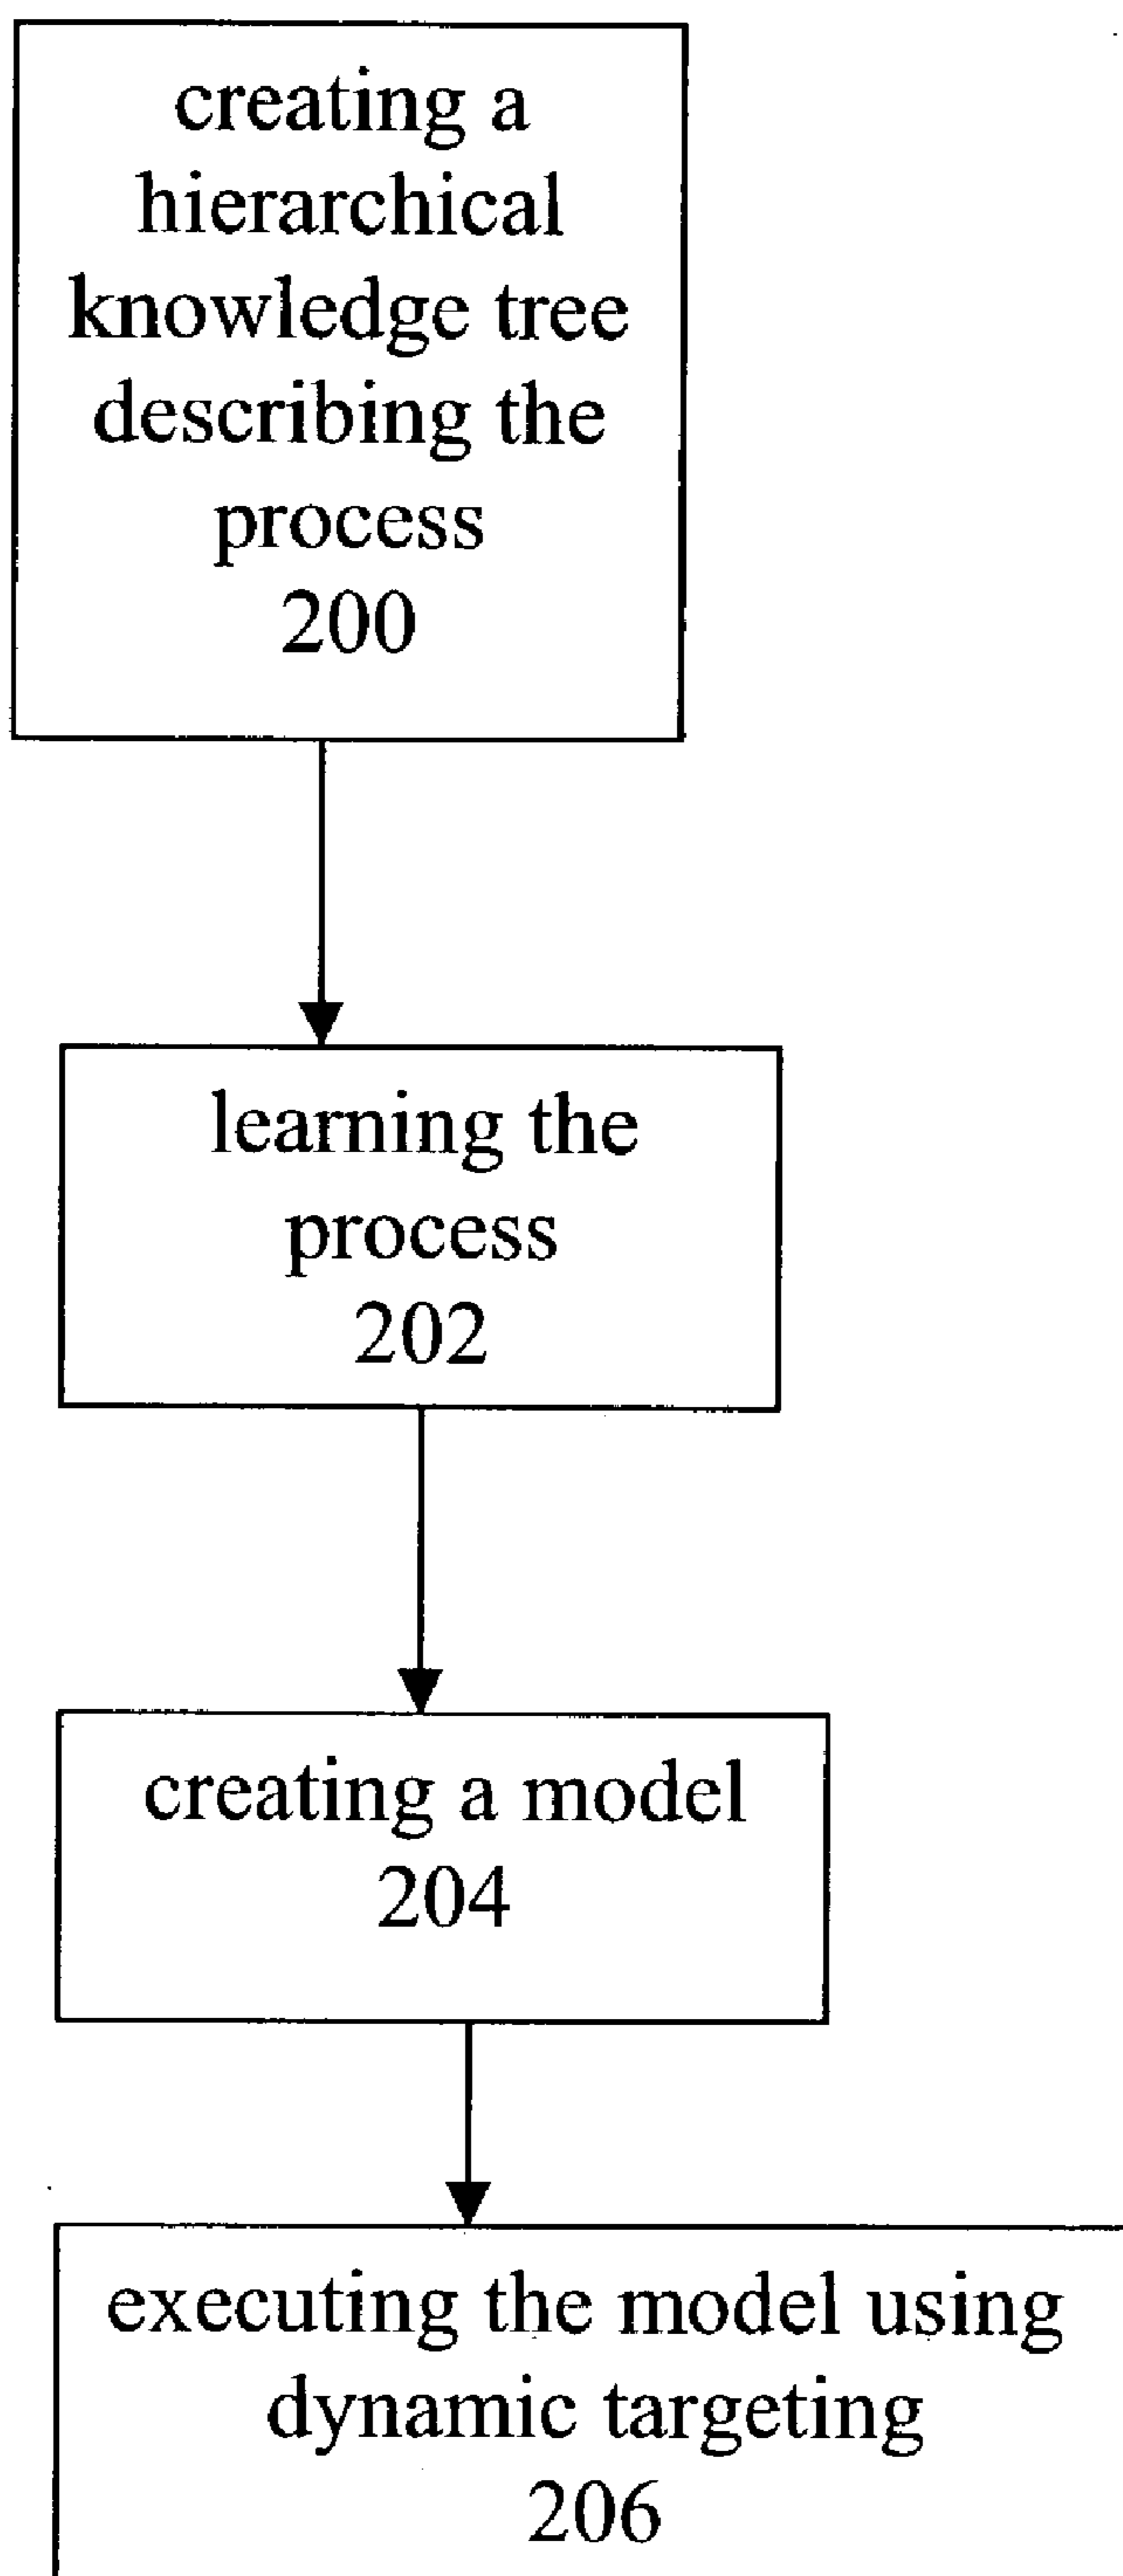 creating a
hierarchical
knowledge tree
describing the
process
200
learning the
process
202
creating a model
204
executing the model using
dynamic targeting
206